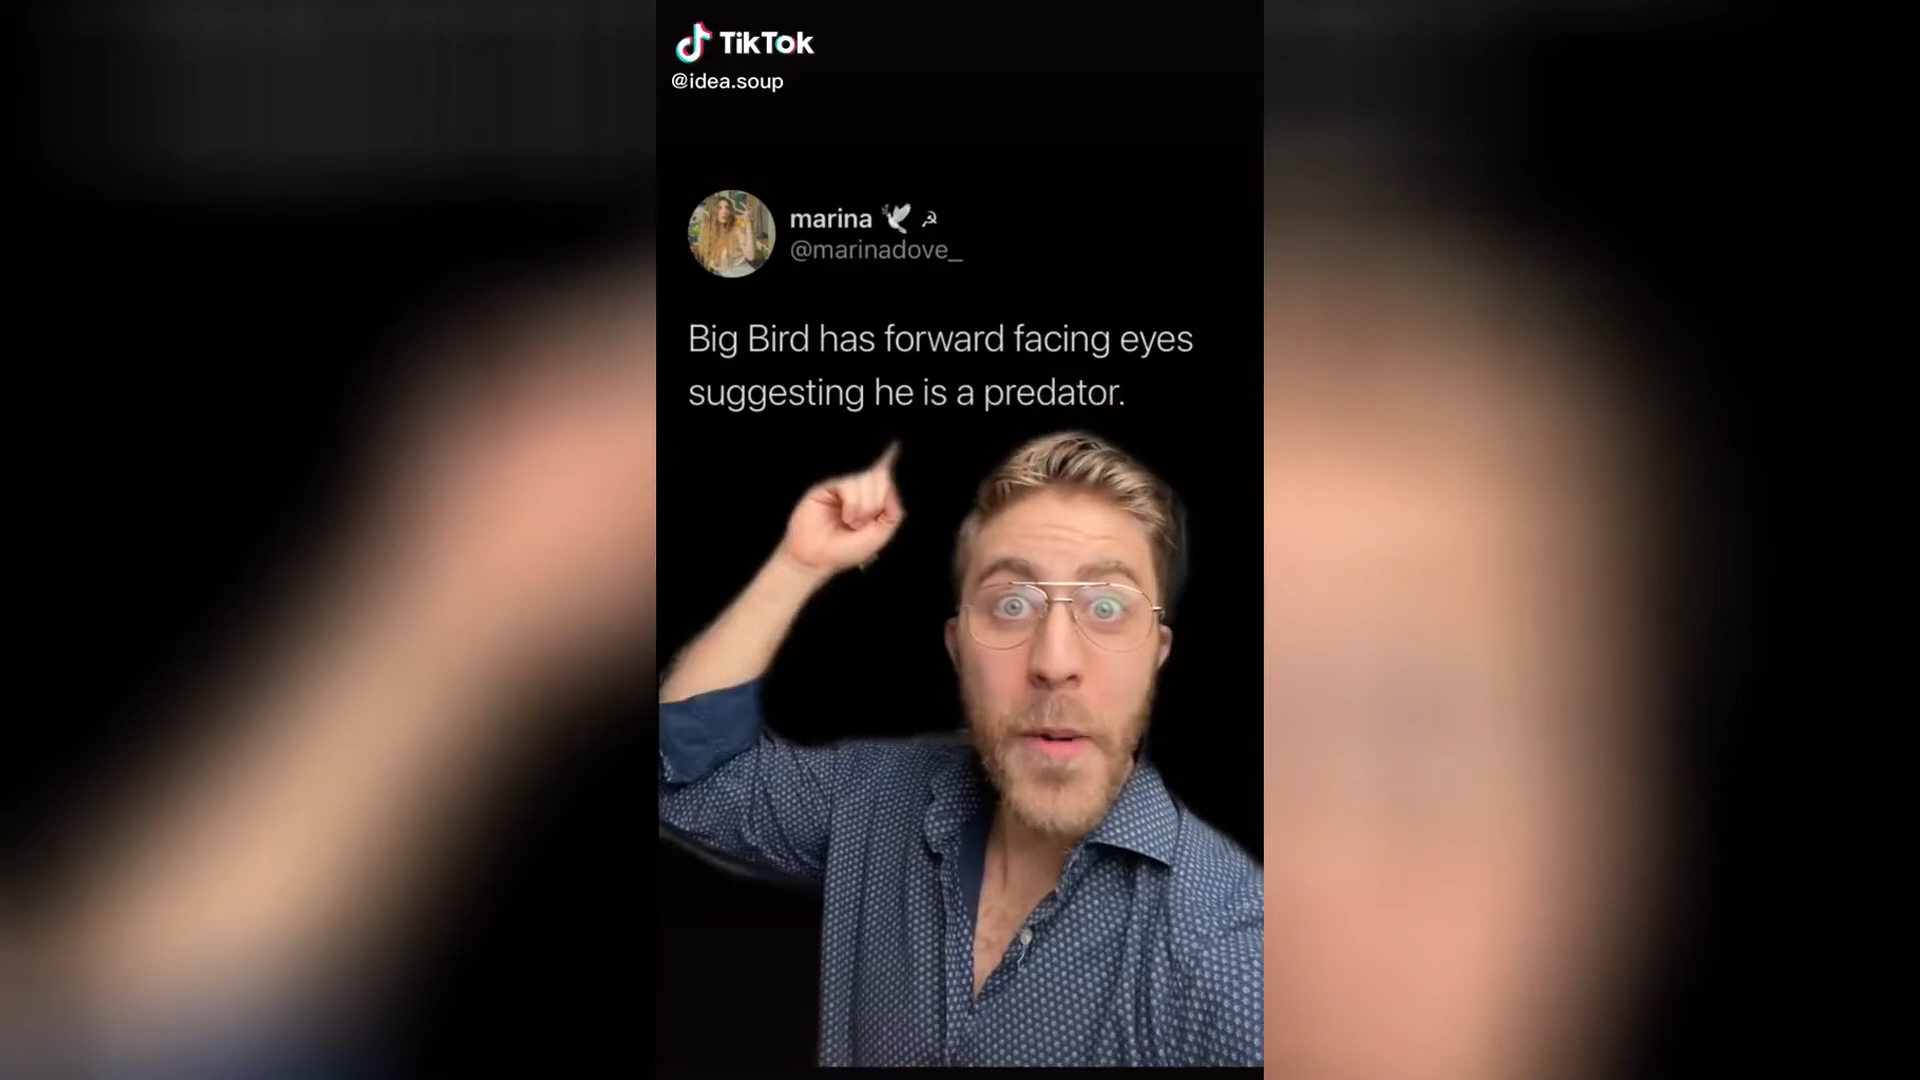 TikTok
@idea.soup
marina 🕊 ☭
@marinadove_
Big Bird has forward facing eyes
suggesting he is a predator.